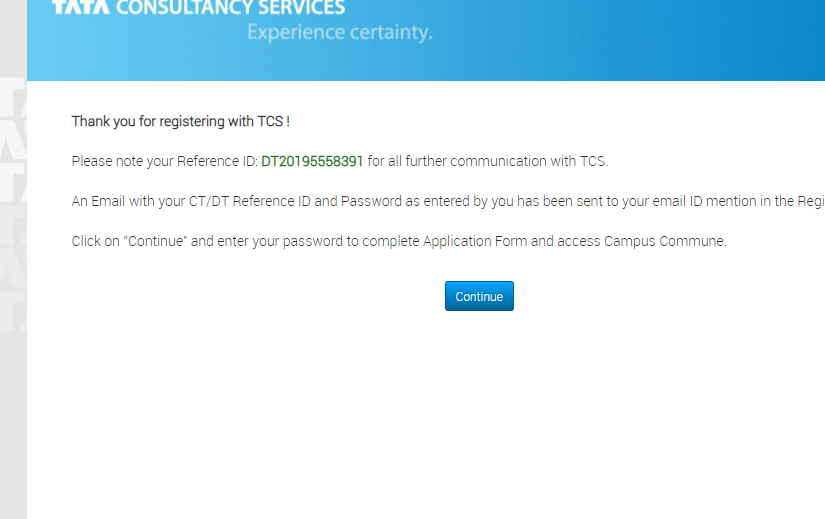 TATA CONSULTANCY SERVICES
Experience certainty.
Thank you for registering with TCS !
Please note your Reference ID: DT20195558391 for all further communication with TCS.
An Email with your CT/DT Reference ID and Password as entered by you has been sent to your email ID mention in the Regi
Click on "Continue" and enter your password to complete Application Form and access Campus Commune.
Continue